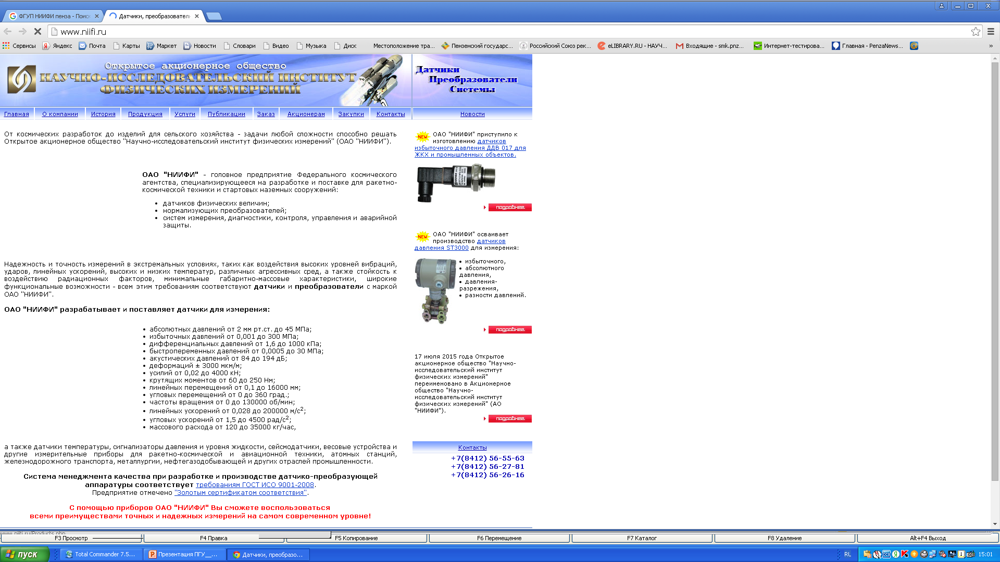 ФГУП НИИФИ пенза - Поиск
Датчики, преобразователи
www.niifi.ru
Сервисы
Яндекс
Почта
Карты
Маркет
Новости
Словари
Видео
Музыка
Диск
Местоположение тра...
Пензенский государс...
Российский Союз рек...
eLIBRARY.RU - НАУЧ...
Входящие - smk.pnz...
Интернет-тестирова...
Главная - PenzaNews...
»
Открытое акционерное общество
НАУЧНО-ИССЛЕДОВАТЕЛЬСКИЙ ИНСТИТУТ
ФИЗИЧЕСКИХ ИЗМЕРЕНИЙ
Датчики
Преобразователи
Системы
Главная
О компании
История
Продукция
Услуги
Публикации
Заказ
Акционерам
Закупки
Контакты
Новости
От космических разработок до изделий для сельского хозяйства - задачи любой сложности способно решать
Открытое акционерное общество "Научно-исследовательский институт физических измерений" (ОАО "НИИФИ").
ОАО "НИИФИ" - головное предприятие Федерального космического
агентства, специализирующееся на разработке и поставке для ракетно-
космической техники и стартовых наземных сооружений:
• датчиков физических величин;
• нормализующих преобразователей;
• систем измерения, диагностики, контроля, управления и аварийной
защиты.
Надежность и точность измерений в экстремальных условиях, таких как воздействия высоких уровней вибраций,
ударов, линейных ускорений, высоких и низких температур, различных агрессивных сред, а также стойкость к
воздействию радиационных факторов, минимальные габаритно-массовые характеристики, широкие
функциональные возможности - всем этим требованиям соответствуют датчики и преобразователи с маркой
ОАО "НИИФИ".
ОАО "НИИФИ" разрабатывает и поставляет датчики для измерения:
• абсолютных давлений от 2 мм рт.ст. до 45 МПа;
• избыточных давлений от 0,001 до 300 МПа;
• дифференциальных давлений от 1,6 до 1000 кПа;
• быстропеременных давлений от 0,0005 до 30 МПа;
• акустических давлений от 84 до 194 дБ;
• деформаций ± 3000 мкм/м;
• усилий от 0,02 до 4000 кН;
• крутящих моментов от 60 до 250 Нм;
• линейных перемещений от 0,1 до 16000 мм;
• угловых перемещений от 0 до 360 град.;
• частоты вращения от 0 до 130000 об/мин;
• линейных ускорений от 0,028 до 200000 м/с²;
• угловых ускорений от 1,5 до 4500 рад/с²;
• массового расхода от 120 до 35000 кг/час,
а также датчики температуры, сигнализаторы давления и уровня жидкости, сейсмодатчики, весовые устройства и
другие измерительные приборы для ракетно-космической и авиационной техники, атомных станций,
железнодорожного транспорта, металлургии, нефтегазодобывающей и других отраслей промышленности.
Система менеджмента качества при разработке и производстве датчико-преобразующей
аппаратуры соответствует требованиям ГОСТ ИСО 9001-2008.
Предприятие отмечено "Золотым сертификатом соответствия".
С помощью приборов ОАО "НИИФИ" Вы сможете воспользоваться
всеми преимуществами точных и надежных измерений на самом современном уровне!
NEW ОАО "НИИФИ" приступило к
изготовлению датчиков
избыточного давления ДДВ 017 для
ЖКХ и промышленных объектов.
подробнее
NEW ОАО "НИИФИ" осваивает
производство датчиков
давления ST3000 для измерения:
• избыточного,
• абсолютного
давления,
• давления-
разрежения,
• разности давлений.
подробнее
17 июля 2015 года Открытое
акционерное общество "Научно-
исследовательский институт
физических измерений"
переименовано в Акционерное
общество "Научно-
исследовательский институт
физических измерений" (АО
"НИИФИ").
подробнее
Контакты
+7(8412) 56-55-63
+7(8412) 56-27-81
+7(8412) 56-26-16
www.niifi.ru/Products.php
F3 Просмотр
F4 Правка
F5 Копирование
F6 Перемещение
F7 Каталог
F8 Удаление
Alt+F4 Выход
пуск
Total Commander 7.5...
Презентация ПГУ__...
Датчики, преобразо...
RL
15:01